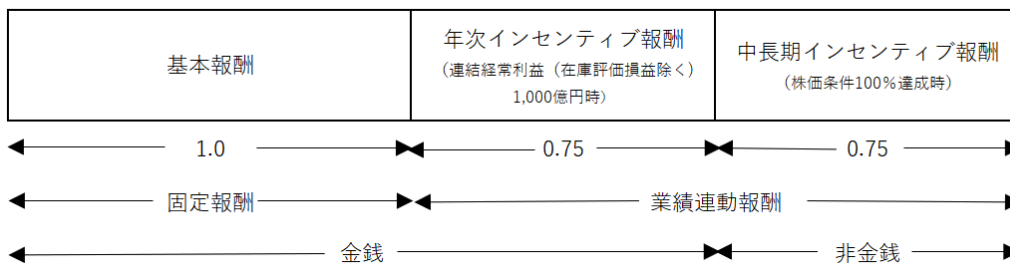 基本報酬
年次インセンティブ報酬
（連結経常利益（在庫評価損益除く）
1,000億円時）
中長期インセンティブ報酬
（株価条件100％達成時）
1.0
0.75
0.75
固定報酬
業績連動報酬
金銭
非金銭